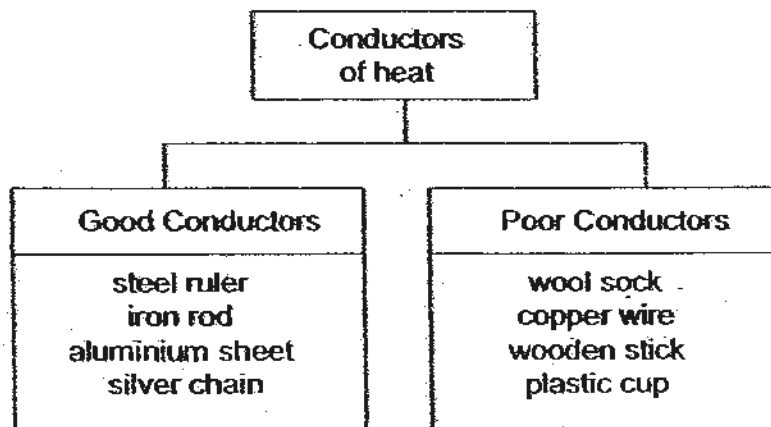 Conductors
of heat
Good Conductors
steel ruler
iron rod
aluminium sheet
silver chain
Poor Conductors
wool sock
copper wire
wooden stick
plastic cup